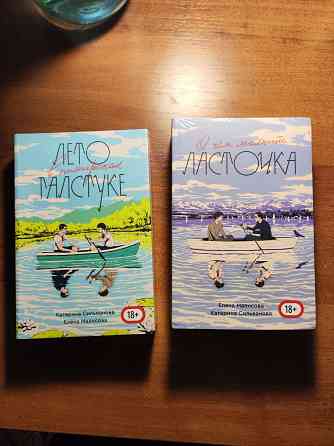 ЛЕТО
в пионерском
ГАЛСТУКЕ
Катерина Сильванова
Елена Малисова
18+
О чём молчит
ЛАСТОЧКА
Елена Малисова
Катерина Сильванова
18+